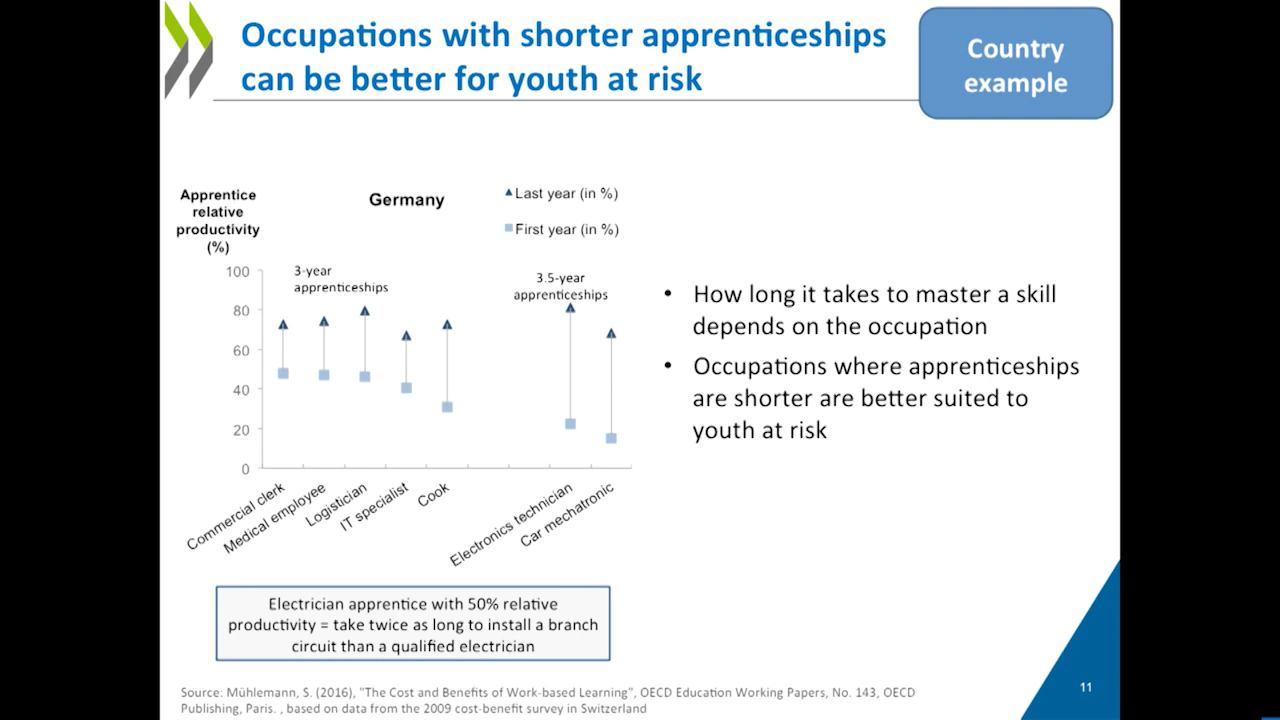 Occupations with shorter apprenticeships
can be better for youth at risk
Country
example
Apprentice
relative
productivity
(%)
Germany
Last year (in %)
First year (in %)
3-year
apprenticeships
3.5-year
apprenticeships
100
80
60
40
20
0
Commercial clerk
Medical employee
Logistician
IT specialist
Cook
Electronics technician
Car mechatronic
• How long it takes to master a skill
depends on the occupation
• Occupations where apprenticeships
are shorter are better suited to
youth at risk
Electrician apprentice with 50% relative
productivity = take twice as long to install a branch
circuit than a qualified electrician
Source: Mühlemann, S. (2016), "The Cost and Benefits of Work-based Learning", OECD Education Working Papers, No. 143, OECD
Publishing, Paris. , based on data from the 2009 cost-benefit survey in Switzerland
11